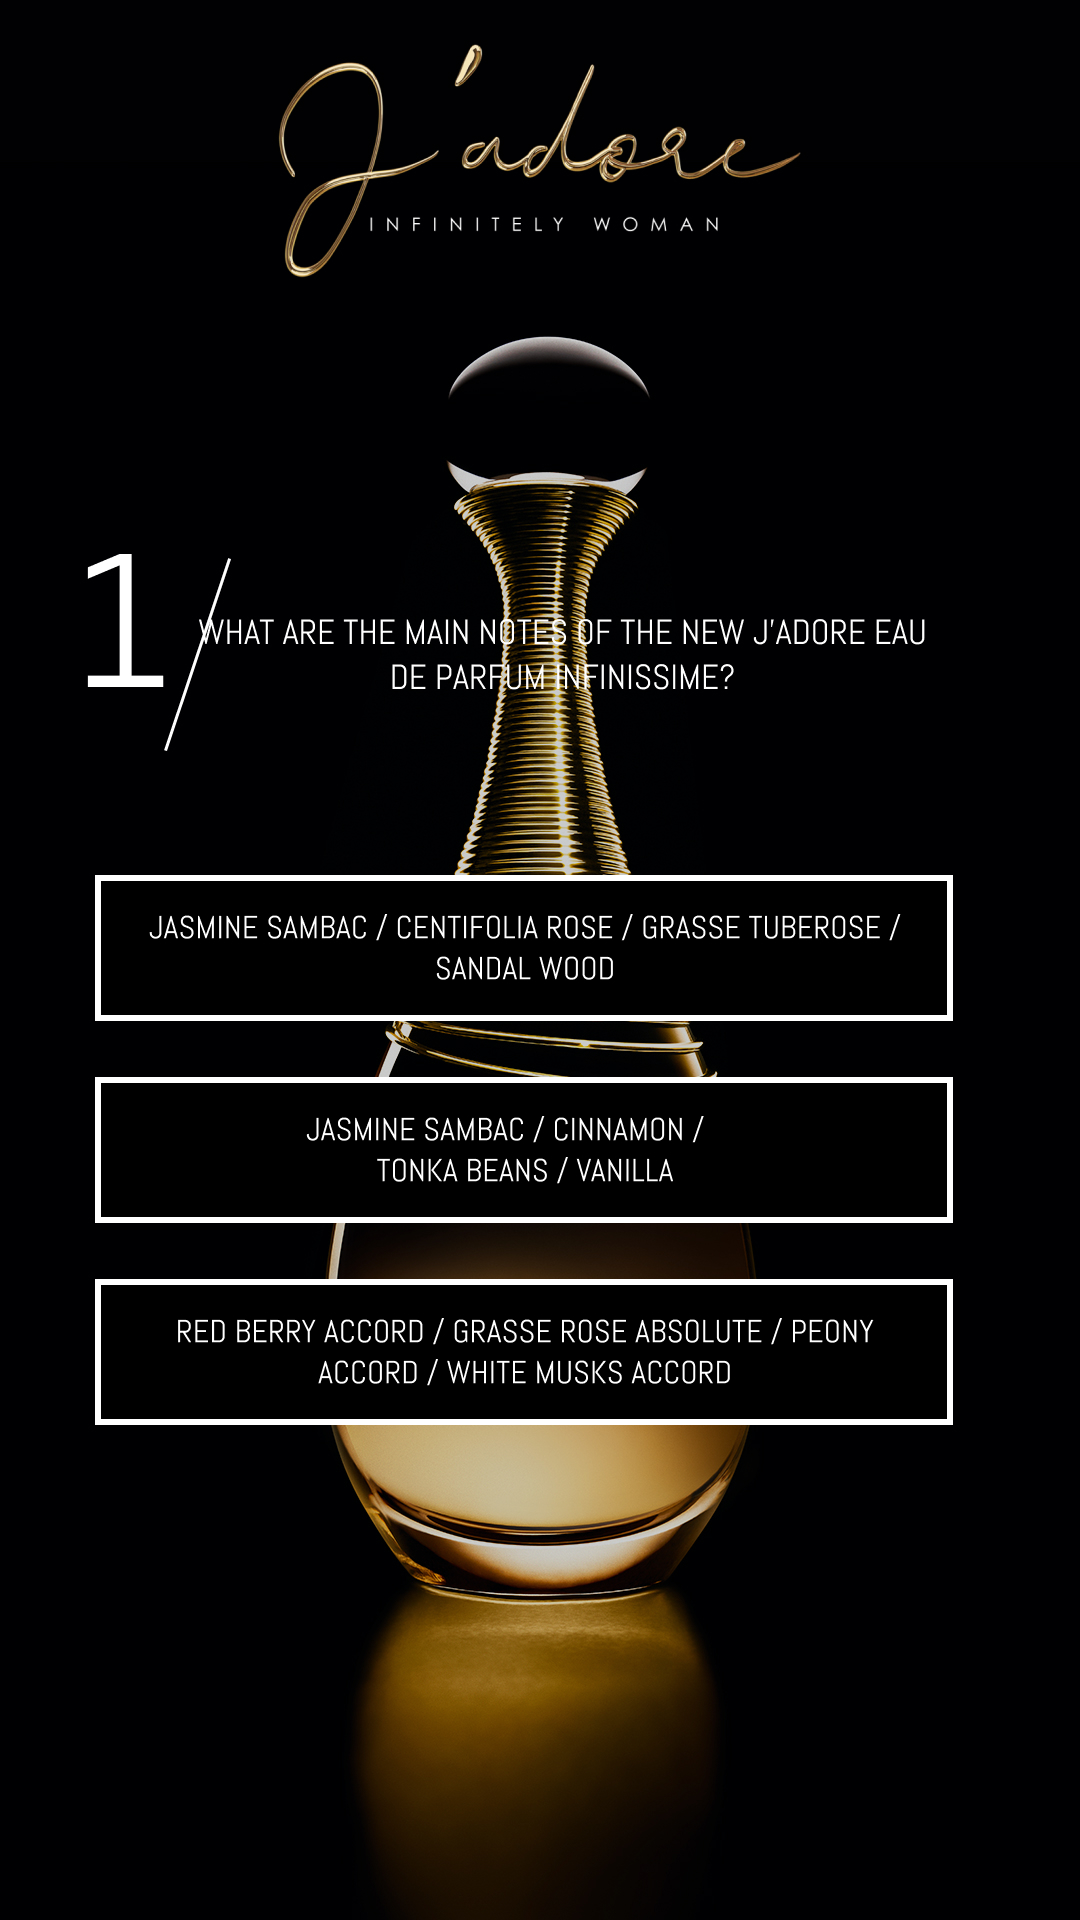 J'adore
INFINITELY WOMAN
1/
WHAT ARE THE MAIN NOTES OF THE NEW J'ADORE EAU
DE PARFUM INFINISSIME?
JASMINE SAMBAC / CENTIFOLIA ROSE / GRASSE TUBEROSE /
SANDAL WOOD
JASMINE SAMBAC / CINNAMON /
TONKA BEANS / VANILLA
RED BERRY ACCORD / GRASSE ROSE ABSOLUTE / PEONY
ACCORD / WHITE MUSKS ACCORD